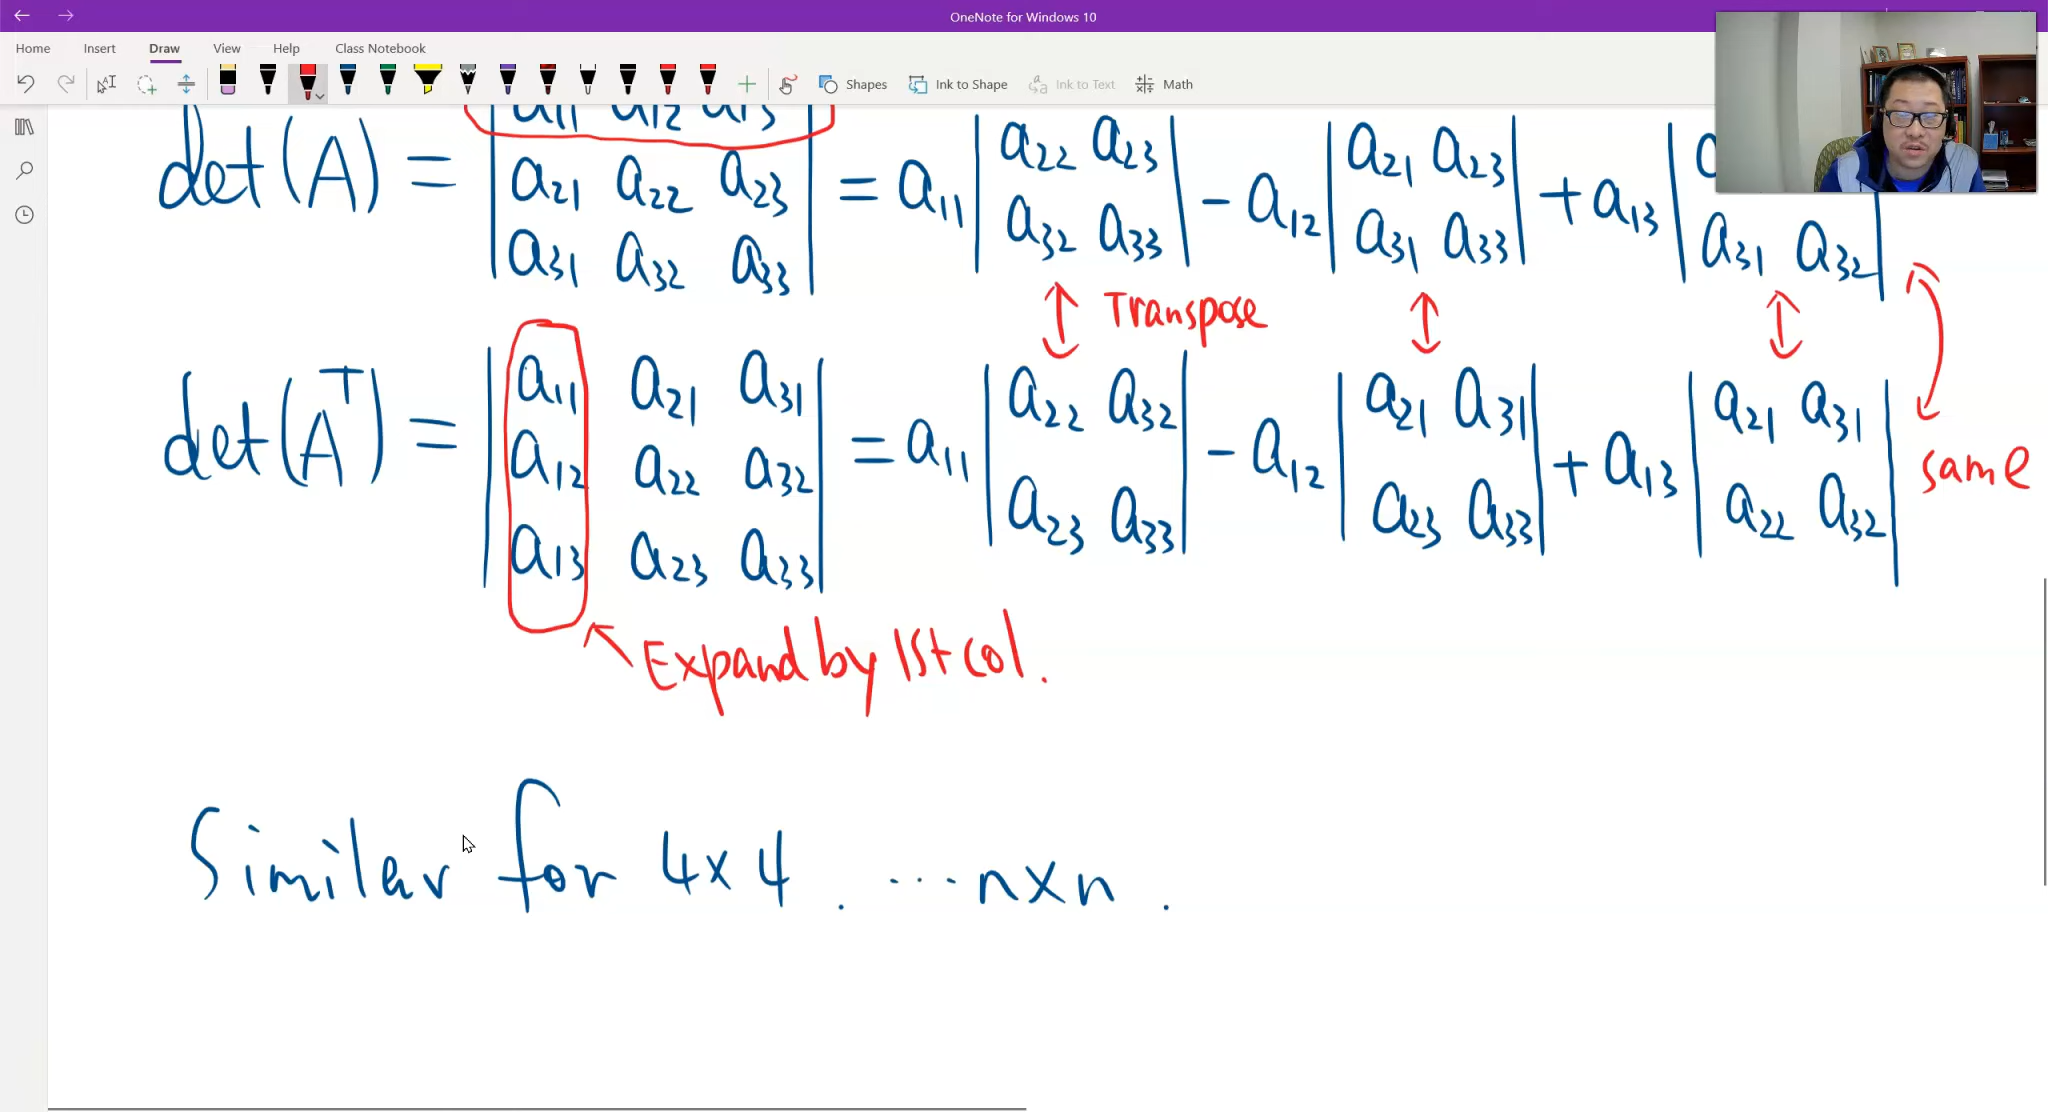 OneNote for Windows 10
Home Insert Draw View Help Class Notebook
Shapes Ink to Shape Ink to Text Math
a11 a12 a13
det(A) = | a21 a22 a23 | = a11 | a22 a23 | - a12 | a21 a23 | + a13 |
a31 a32 a33 a32 a33 a31 a33 a31 a32
Transpose
det(A^T) = | a11 a21 a31 | = a11 | a22 a32 | - a12 | a21 a31 | + a13 | a21 a31 |
a12 a22 a32 a23 a33 a23 a33 a22 a32
a13 a23 a33
same
Expand by 1st col.
Similar for 4x4. ...nxn.